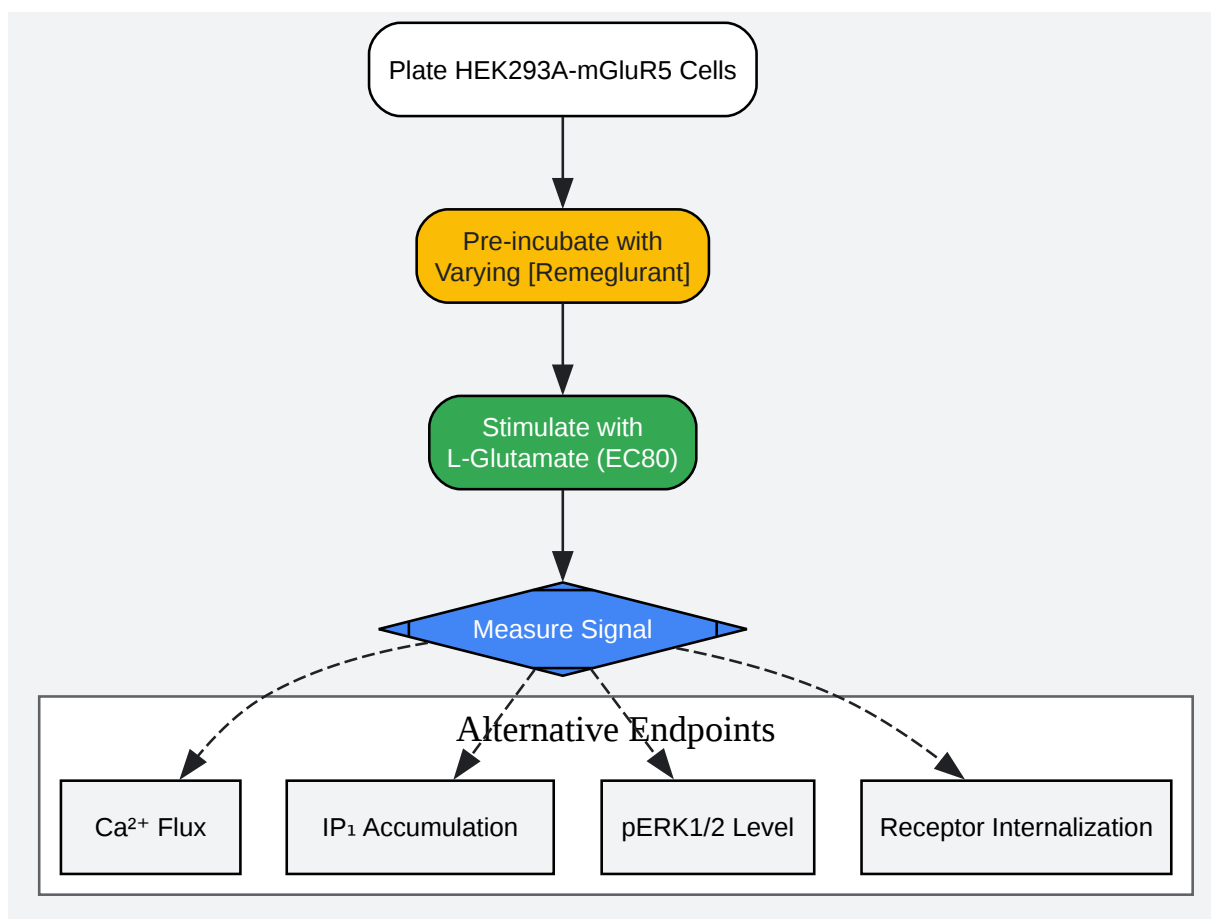 Plate HEK293A-mGluR5 Cells
Pre-incubate with
Varying [Remeglurant]
Stimulate with
L-Glutamate (EC80)
Measure Signal
Alternative Endpoints
Ca²⁺ Flux
IP₁ Accumulation
pERK1/2 Level
Receptor Internalization